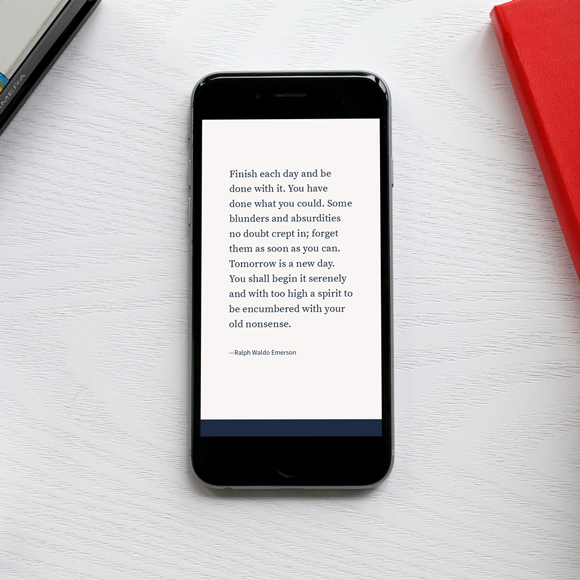 Finish each day and be
done with it. You have
done what you could. Some
blunders and absurdities
no doubt crept in; forget
them as soon as you can.
Tomorrow is a new day.
You shall begin it serenely
and with too high a spirit to
be encumbered with your
old nonsense.
—Ralph Waldo Emerson